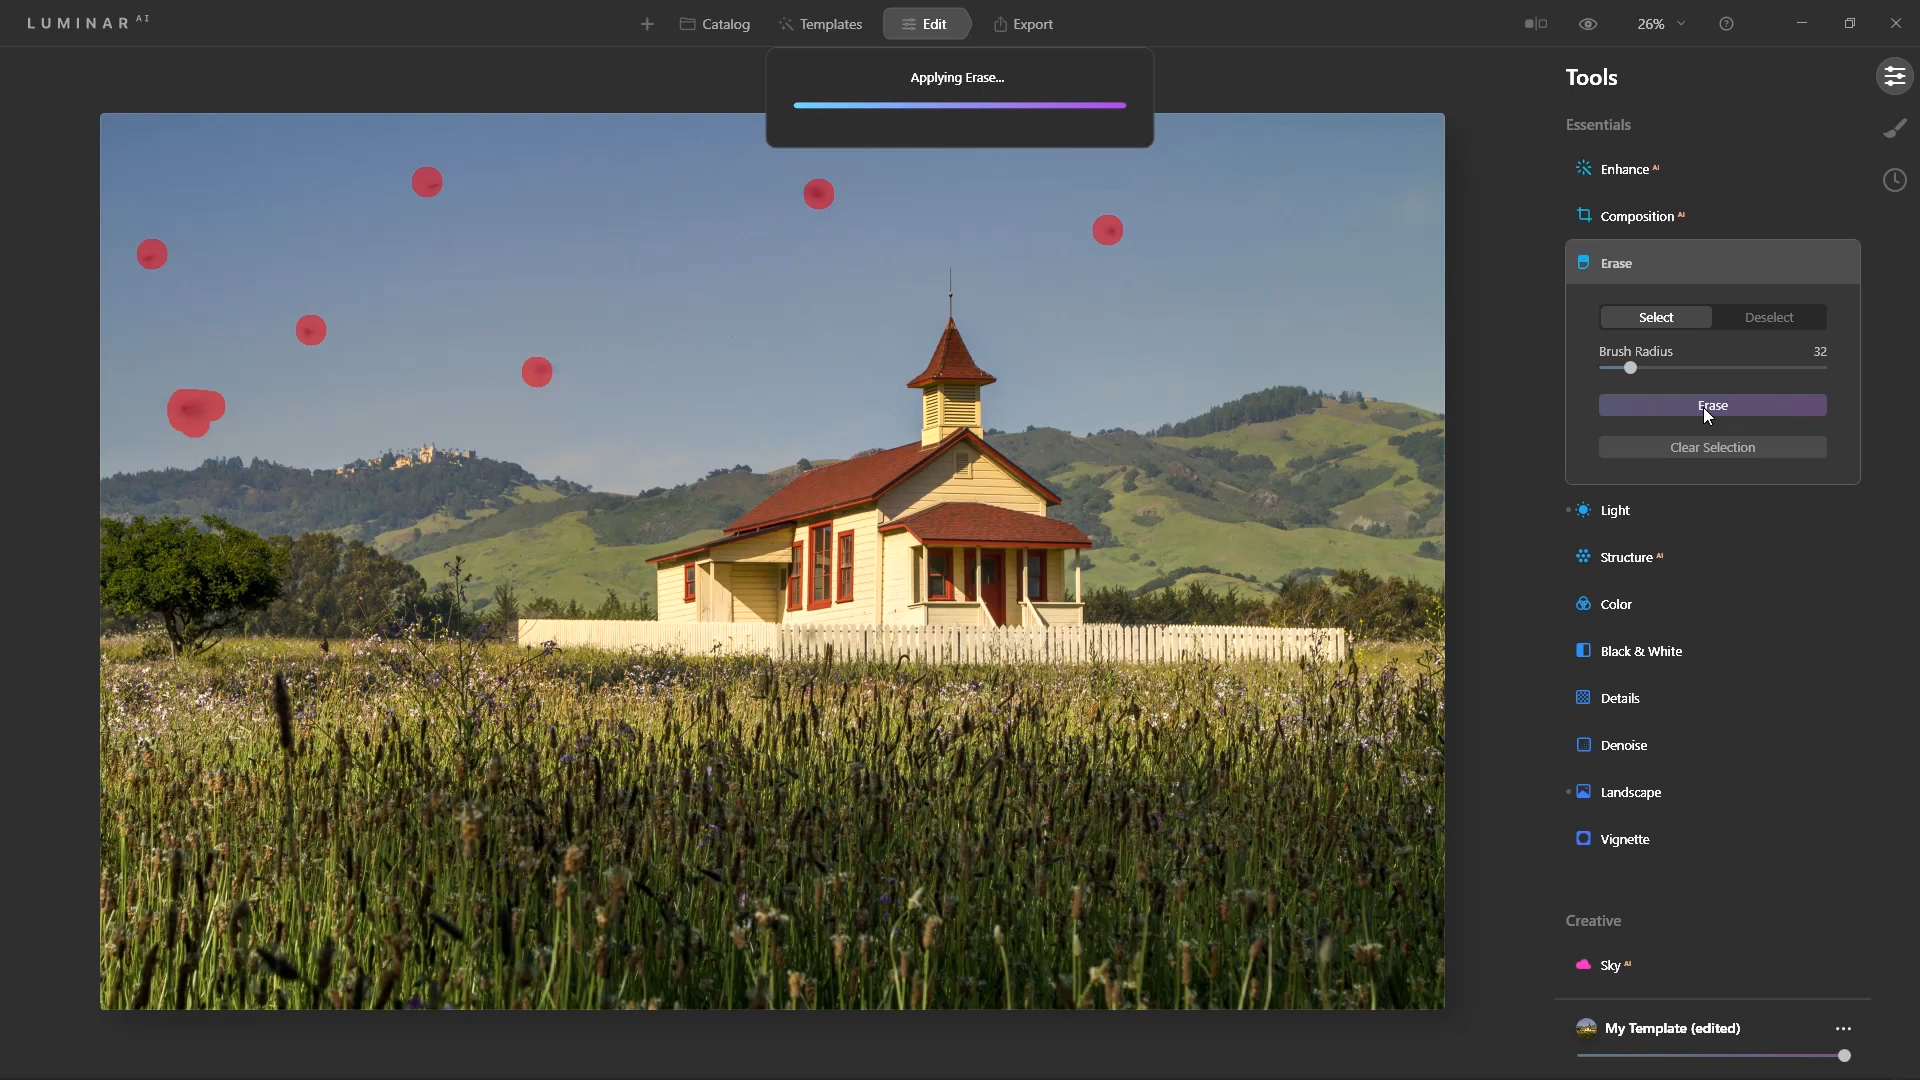 LUMINAR AI
Catalog
Templates
Edit
Export
26%
Applying Erase...
Tools
Essentials
Enhance AI
Composition AI
Erase
Select
Deselect
Brush Radius 32
Erase
Clear Selection
Light
Structure AI
Color
Black & White
Details
Denoise
Landscape
Vignette
Creative
Sky AI
My Template (edited)